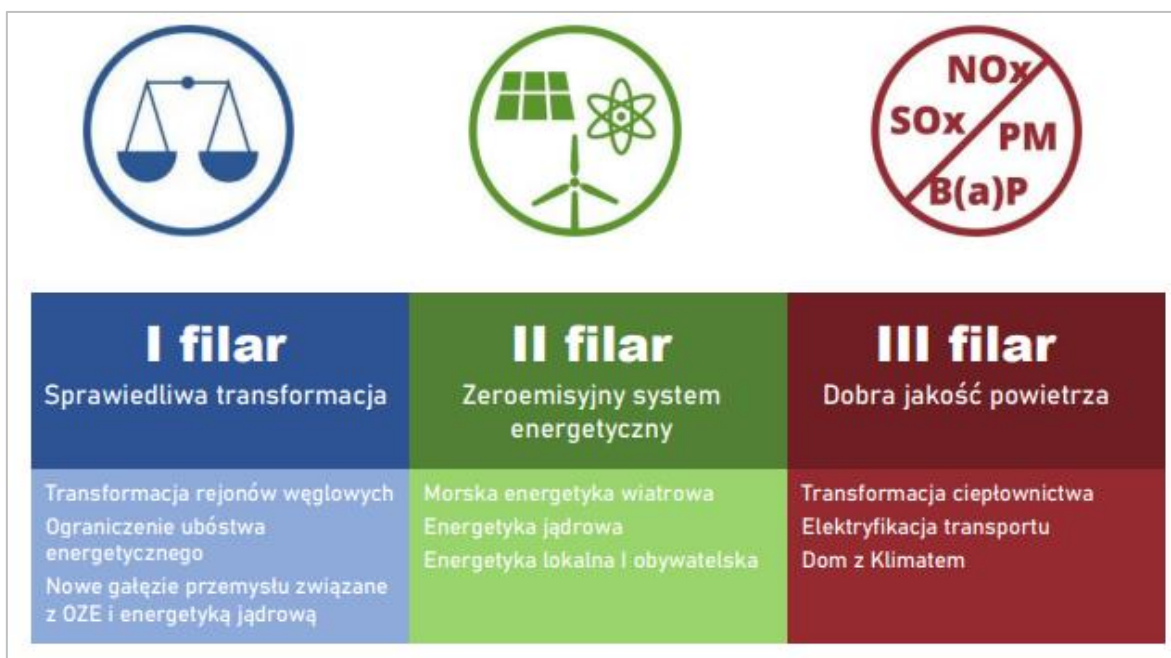 NOx
SOx
PM
B(a)P
I filar
Sprawiedliwa transformacja
Transformacja rejonów węglowych
Ograniczenie ubóstwa
energetycznego
Nowe gałęzie przemysłu związane
z OZE i energetyką jądrową
II filar
Zeroemisyjny system
energetyczny
Morska energetyka wiatrowa
Energetyka jądrowa
Energetyka lokalna I obywatelska
III filar
Dobra jakość powietrza
Transformacja ciepłownictwa
Elektryfikacja transportu
Dom z Klimatem